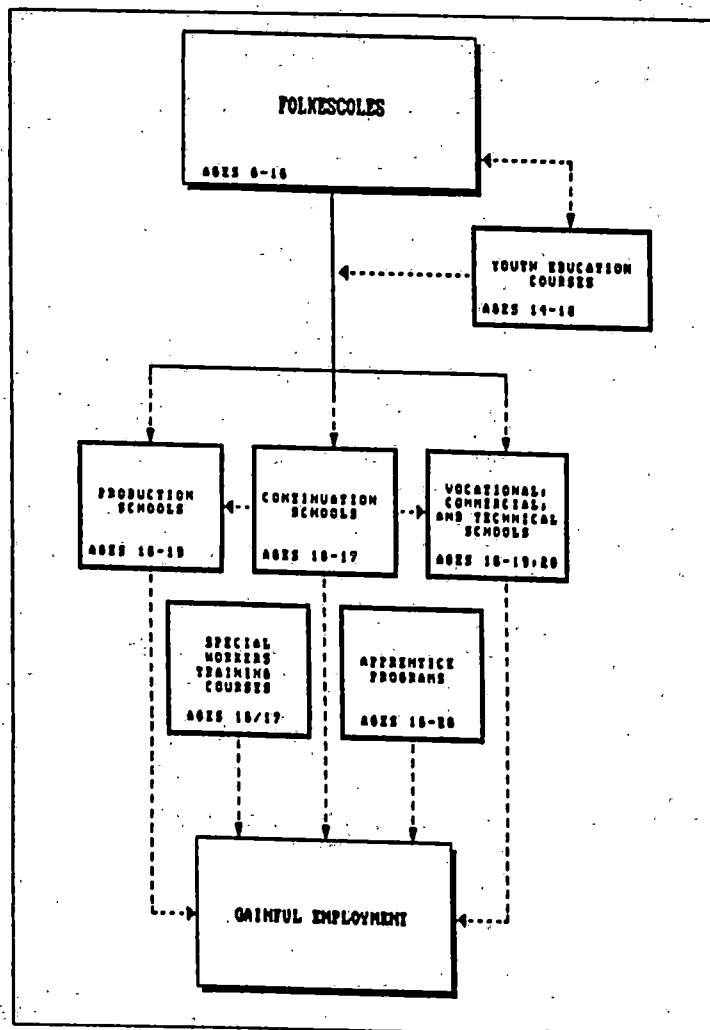 FOLKESCOLES
AGES 6-16
YOUTH EDUCATION
COURSES
AGES 14-18
PRODUCTION
SCHOOLS
AGES 16-19
CONTINUATION
SCHOOLS
AGES 16-17
VOCATIONAL,
COMMERCIAL,
AND TECHNICAL
SCHOOLS
AGES 16-19,20
SPECIAL
WORKERS
TRAINING
COURSES
AGES 16/17
APPRENTICE
PROGRAMS
AGES 16-20
GAINFUL EMPLOYMENT